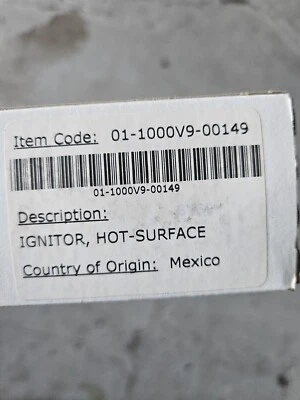 Item Code: 01-1000V9-00149
01-1000V9-00149
Description:
IGNITOR, HOT-SURFACE
Country of Origin: Mexico